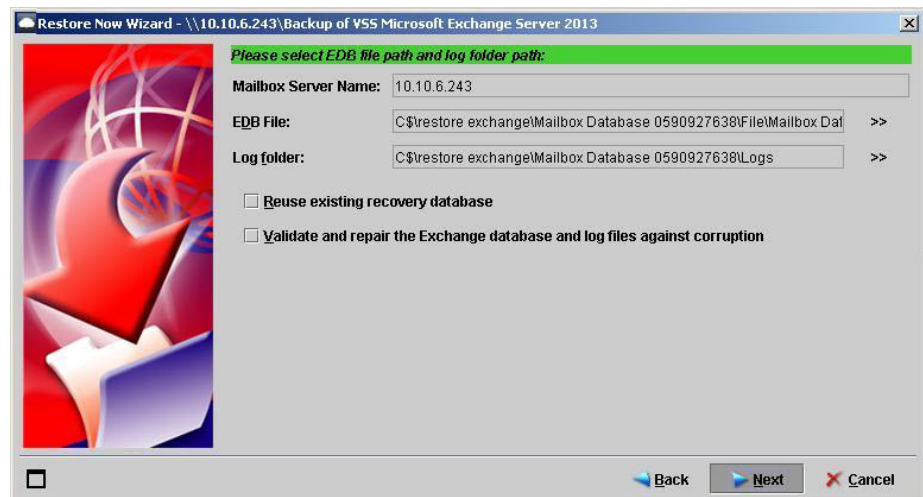 Restore Now Wizard - \\10.10.6.243\Backup of VSS Microsoft Exchange Server 2013
Please select EDB file path and log folder path:
Mailbox Server Name: 10.10.6.243
EDB File: C$\restore exchange\Mailbox Database 0590927638\File\Mailbox Dat >>
Log folder: C$\restore exchange\Mailbox Database 0590927638\Logs >>
Reuse existing recovery database
Validate and repair the Exchange database and log files against corruption
Back Next Cancel